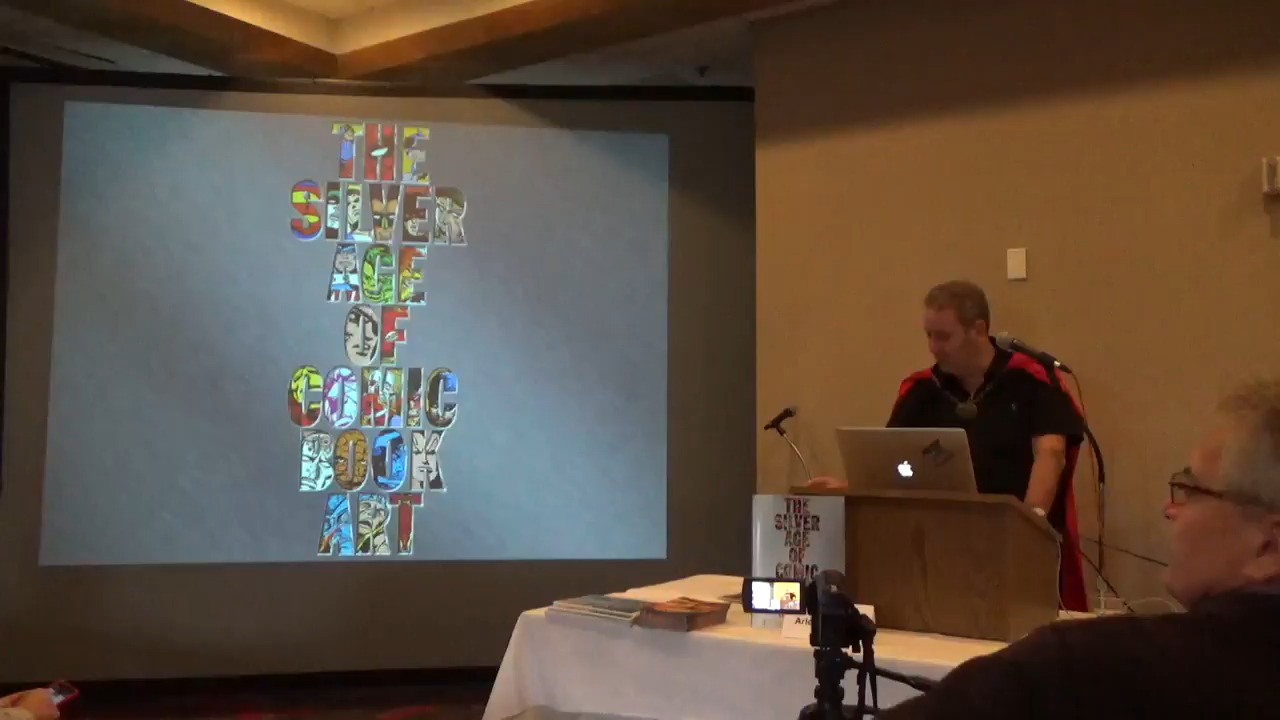 THE
SILVER
AGE
OF
COMIC
BOOK
ART
THE
SILVER
AGE
OF
COMIC